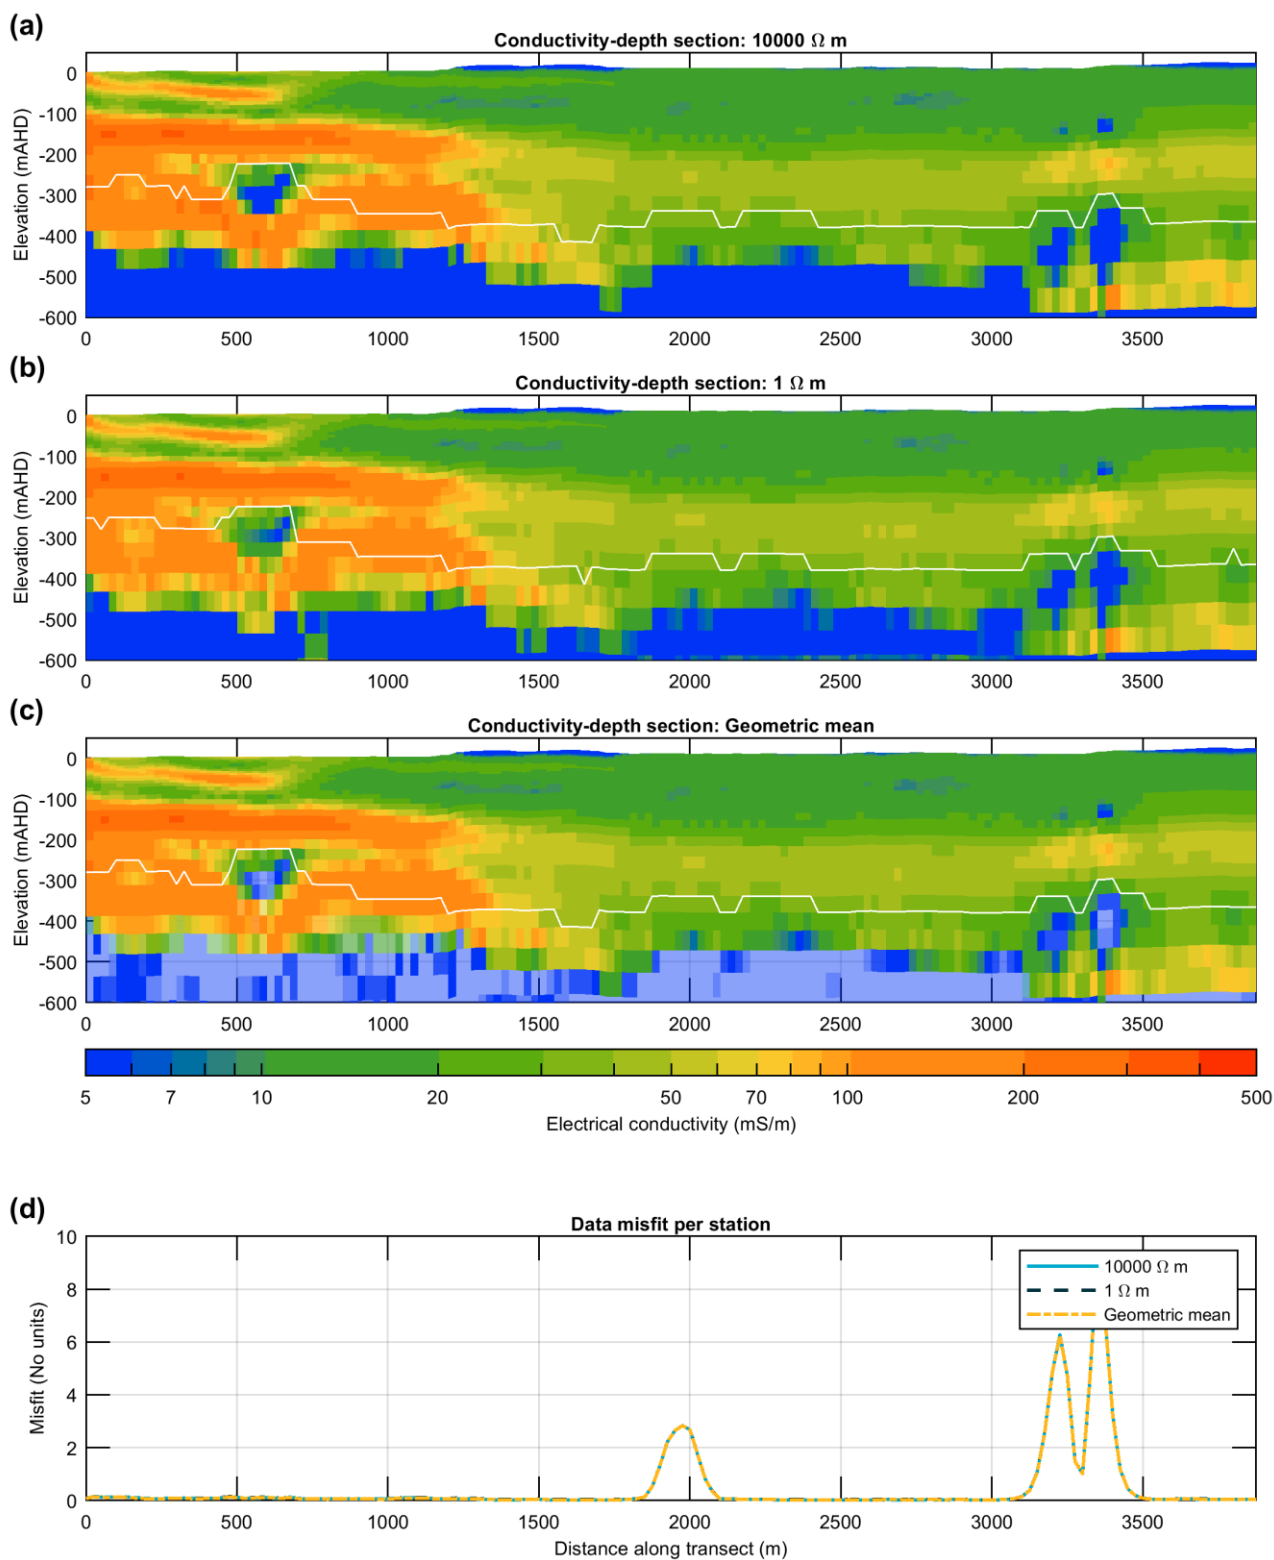 (a)
Conductivity-depth section: 10000 Ω m
Elevation (mAHD)
0
-100
-200
-300
-400
-500
-600
0 500 1000 1500 2000 2500 3000 3500
(b)
Conductivity-depth section: 1 Ω m
Elevation (mAHD)
0
-100
-200
-300
-400
-500
-600
0 500 1000 1500 2000 2500 3000 3500
(c)
Conductivity-depth section: Geometric mean
Elevation (mAHD)
0
-100
-200
-300
-400
-500
-600
0 500 1000 1500 2000 2500 3000 3500
5 7 10 20 50 70 100 200 500
Electrical conductivity (mS/m)
(d)
Data misfit per station
Misfit (No units)
10
8
6
4
2
0
10000 Ω m
1 Ω m
Geometric mean
0 500 1000 1500 2000 2500 3000 3500
Distance along transect (m)